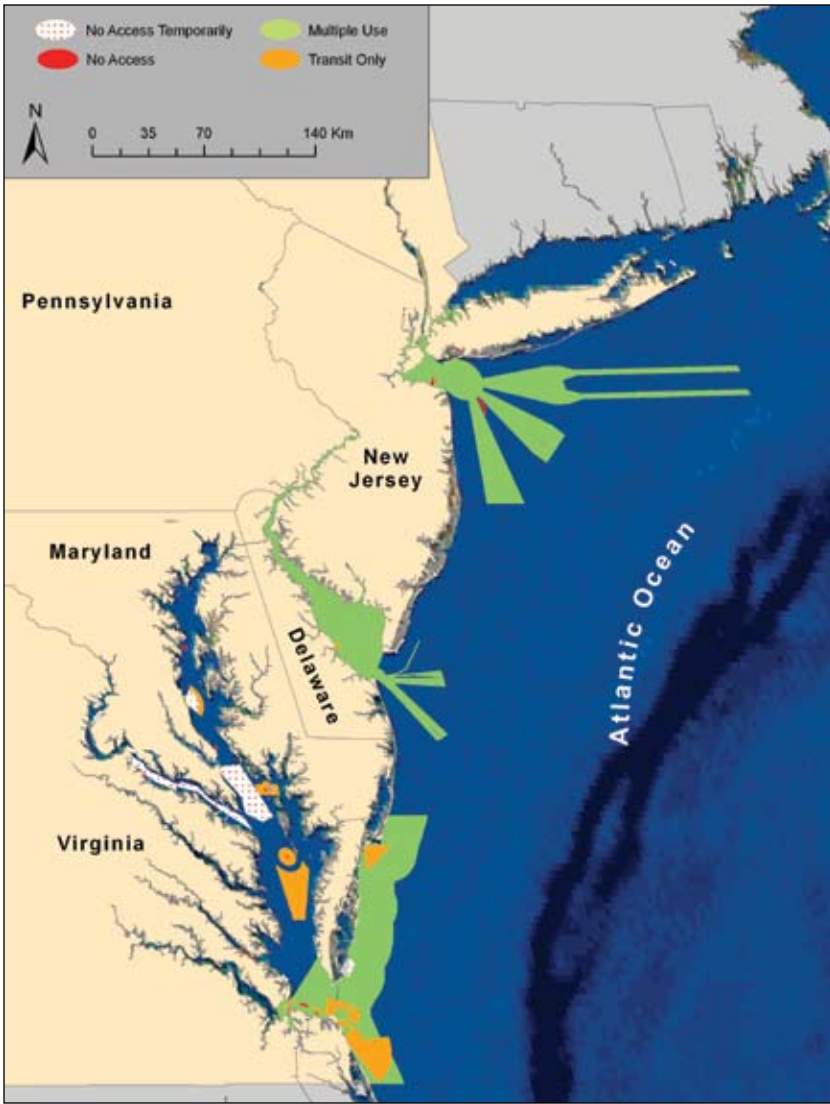 No Access Temporarily
Multiple Use
No Access
Transit Only
N
0 35 70 140 Km
Pennsylvania
New
Jersey
Maryland
Delaware
Atlantic Ocean
Virginia